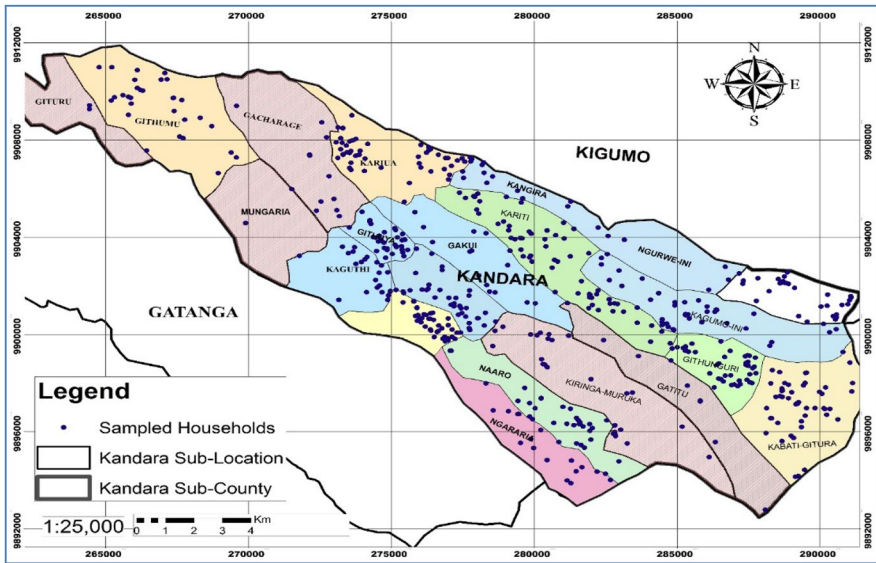 265000 270000 275000 280000 285000 290000
9912000
9908000
9904000
9900000
9896000
9892000
N
W E
S
KIGUMO
GITURU
GITHUMU
GACHARAGE
KARIUA
KANGIRA
MUNGARIA
KARITI
GAKUI
NGURWE-INI
KAGUTHI
KANDARA
GATANGA
KAGUMO-INI
GITHUNGURI
NAARO
KIRINGA-MURUKA
GATITU
NGARARIA
KABATI-GITURA
Legend
Sampled Households
Kandara Sub-Location
Kandara Sub-County
1:25,000
Km
0 1 2 3 4
9912000
9908000
9904000
9900000
9896000
9892000
265000 270000 275000 280000 285000 290000